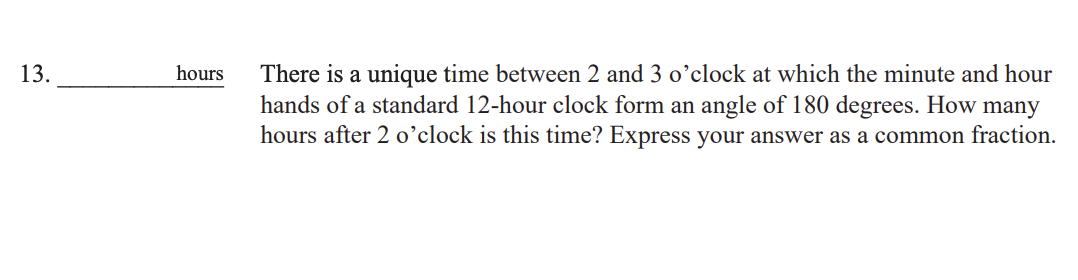 13. __________ hours There is a unique time between 2 and 3 o’clock at which the minute and hour
hands of a standard 12-hour clock form an angle of 180 degrees. How many
hours after 2 o’clock is this time? Express your answer as a common fraction.